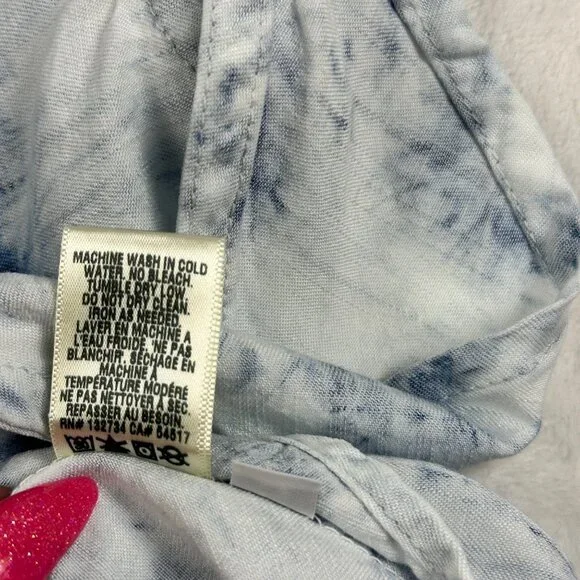 MACHINE WASH IN COLD
WATER. NO BLEACH.
TUMBLE DRY LOW.
DO NOT DRY CLEAN.
IRON AS NEEDED.
LAVER EN MACHINE A
L'EAU FROIDE. NE PAS
BLANCHIR. SÉCHAGE EN
MACHINE A
TEMPÉRATURE MODÉRÉ
NE PAS NETTOYER A SEC.
REPASSER AU BESOIN.
RN# 132734 CA# 54517